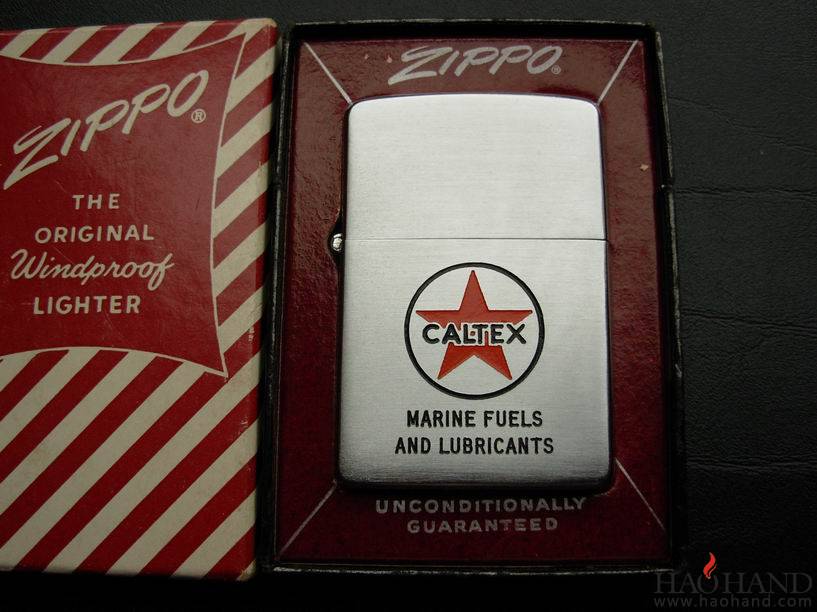 ZIPPO®
THE
ORIGINAL
Windproof
LIGHTER
ZIPPO®
CALTEX
MARINE FUELS
AND LUBRICANTS
UNCONDITIONALLY
GUARANTEED
HAOHAND
www.haohand.com